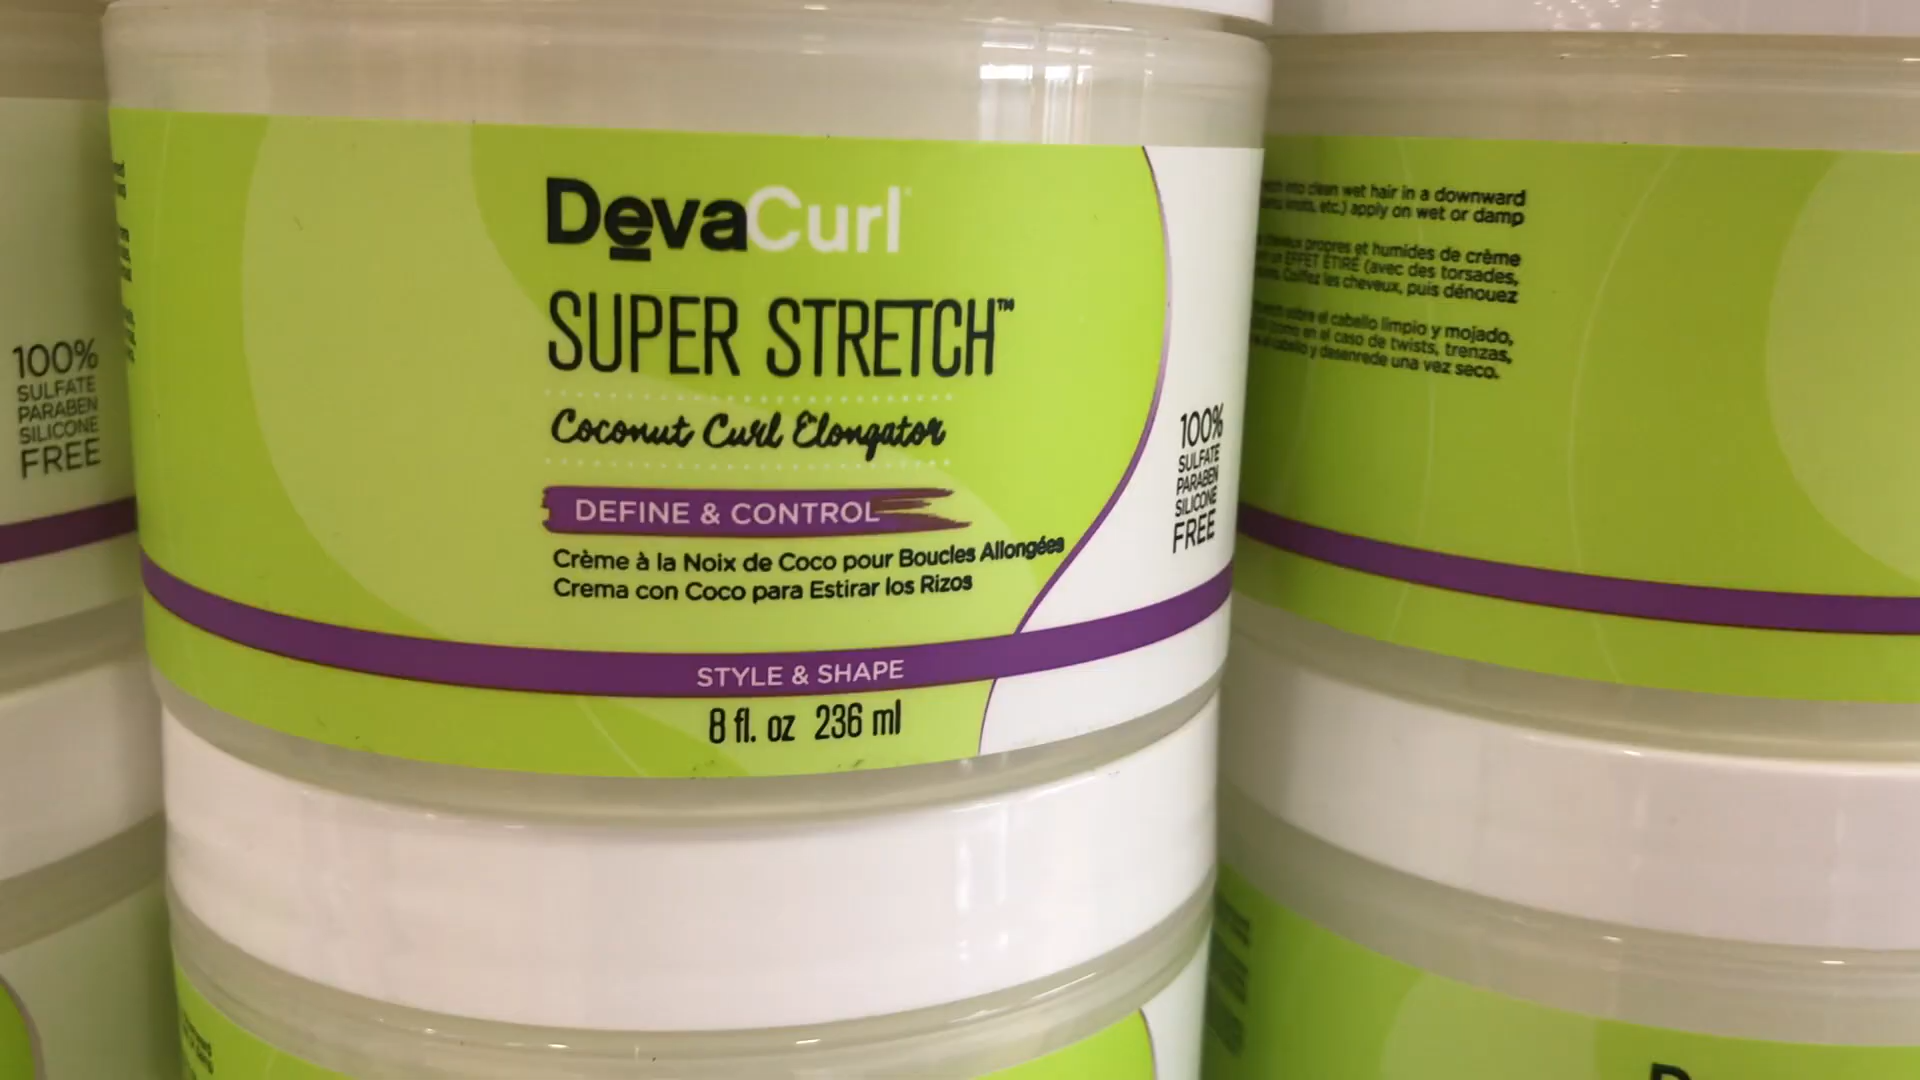 DevaCurl
SUPER STRETCH™
Coconut Curl Elongator
DEFINE & CONTROL
Crème à la Noix de Coco pour Boucles Allongées
Crema con Coco para Estirar los Rizos
STYLE & SHAPE
8 fl. oz 236 ml
100%
SULFATE
PARABEN
SILICONE
FREE
100%
SULFATE
PARABEN
SILICONE
FREE
into clean wet hair in a downward
etc.) apply on wet or damp
propres et humides de crème
un EFFET ÉTIRÉ (avec des torsades,
Coiffez les cheveux, puis dénouez
sobre el cabello limpio y mojado,
como en el caso de twists, trenzas,
cabello y desenrede una vez seco.